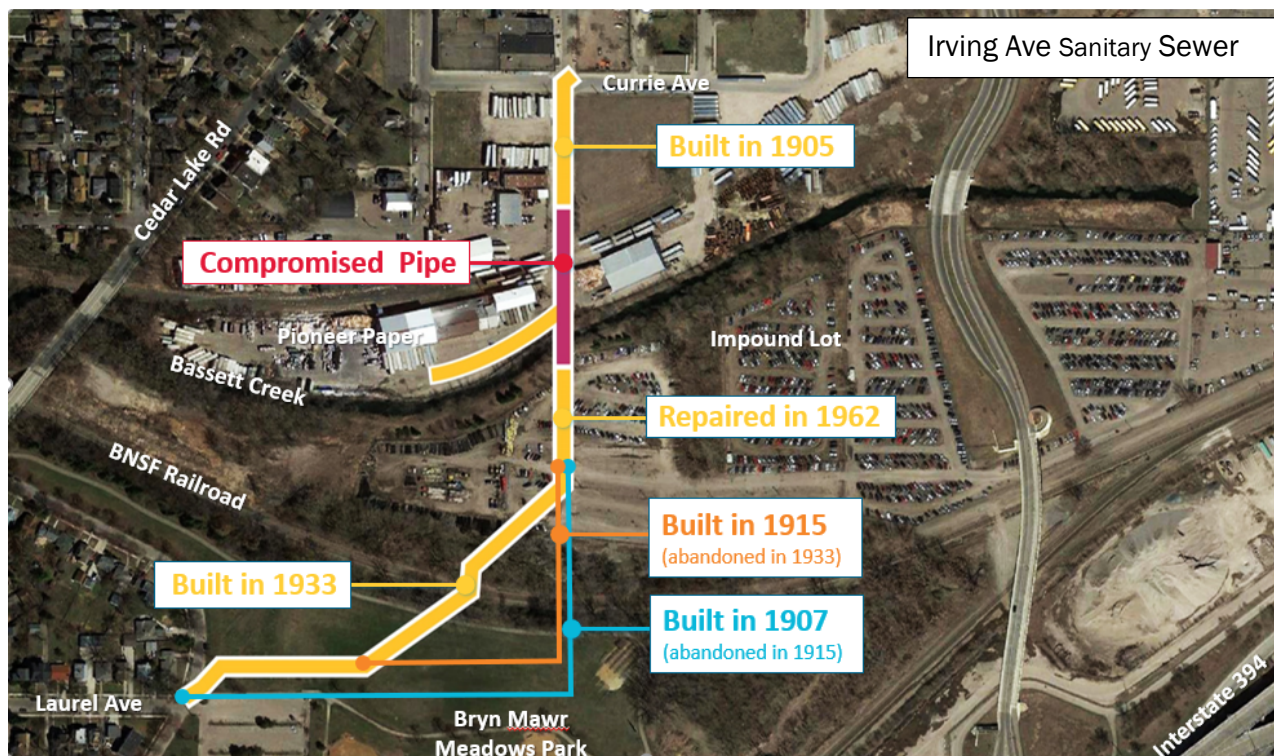 Irving Ave Sanitary Sewer
Currie Ave
Built in 1905
Cedar Lake Rd
Compromised Pipe
Pioneer Paper
Impound Lot
Bassett Creek
Repaired in 1962
BNSF Railroad
Built in 1915
(abandoned in 1933)
Built in 1933
Built in 1907
(abandoned in 1915)
Laurel Ave
Bryn Mawr
Meadows Park
Interstate 394